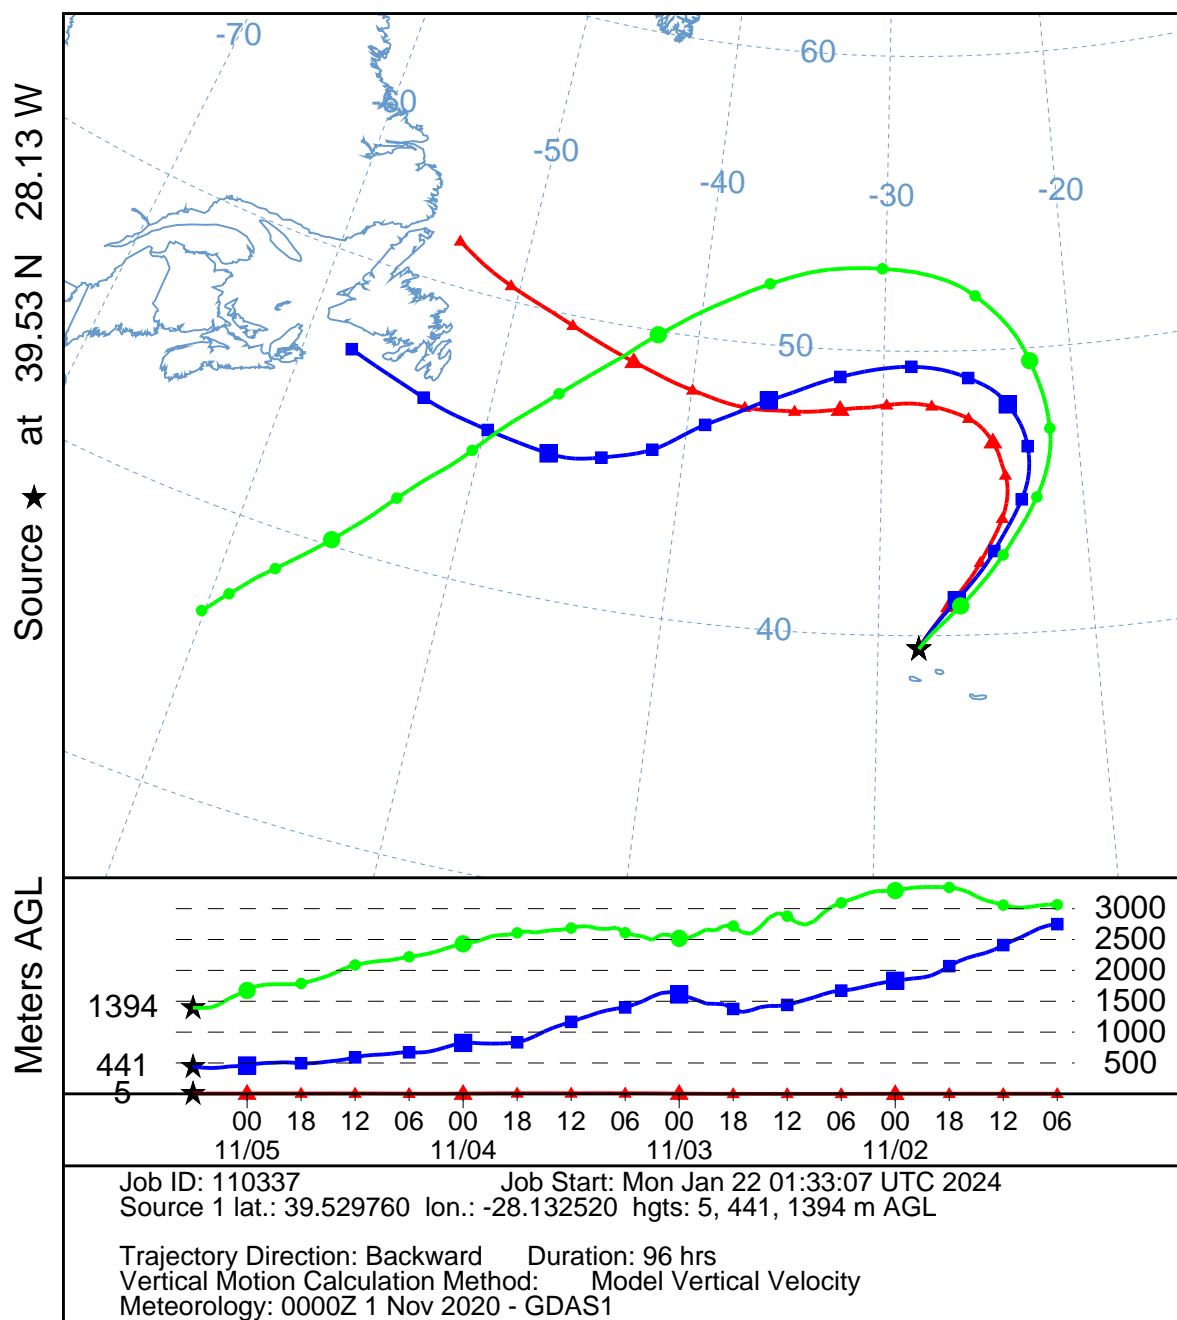 Source ★ at 39.53 N 28.13 W
-70
-60
-50
-40
-30
-20
60
50
40
Meters AGL
1394
441
5
3000
2500
2000
1500
1000
500
00 18 12 06 00 18 12 06 00 18 12 06 00 18 12 06
11/05 11/04 11/03 11/02
Job ID: 110337 Job Start: Mon Jan 22 01:33:07 UTC 2024
Source 1 lat.: 39.529760 lon.: -28.132520 hgts: 5, 441, 1394 m AGL
Trajectory Direction: Backward Duration: 96 hrs
Vertical Motion Calculation Method: Model Vertical Velocity
Meteorology: 0000Z 1 Nov 2020 - GDAS1